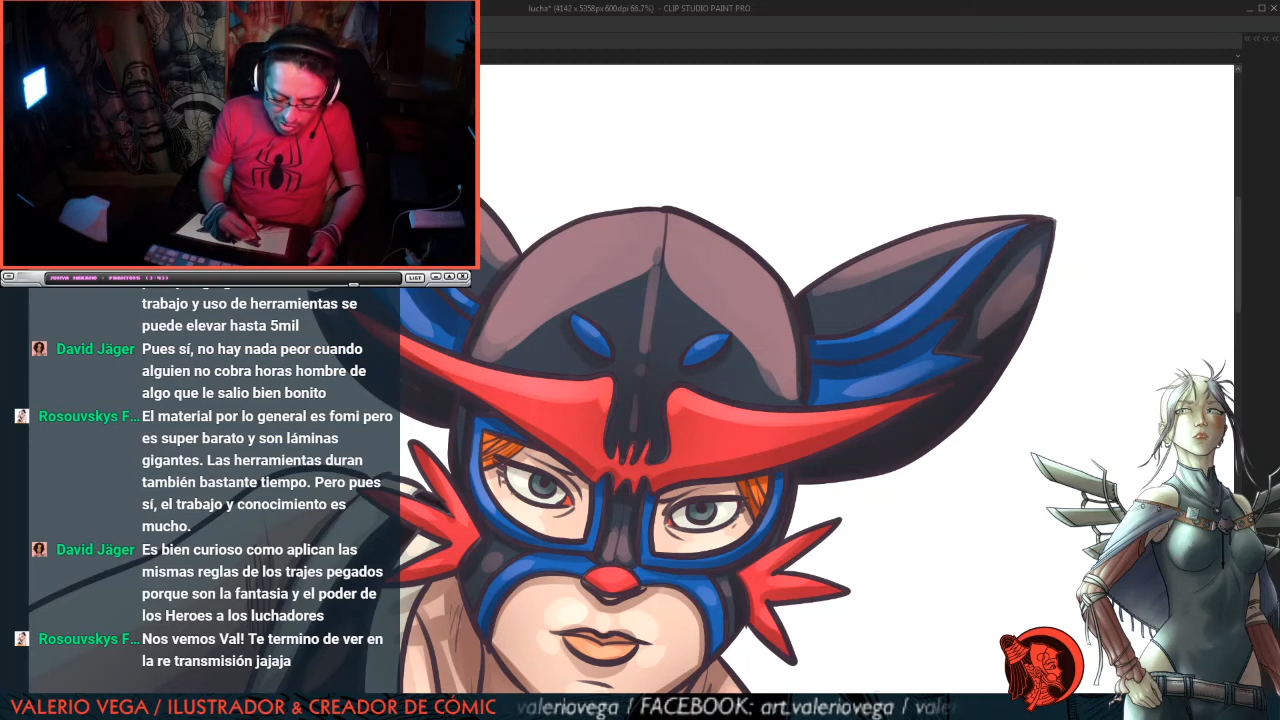 lucha* (4142 x 5358px 600dpi 66.7%) - CLIP STUDIO PAINT PRO
LIST
trabajo y uso de herramientas se
puede elevar hasta 5mil
David Jäger Pues sí, no hay nada peor cuando
alguien no cobra horas hombre de
algo que le salio bien bonito
Rosouvskys F... El material por lo general es fomi pero
es super barato y son láminas
gigantes. Las herramientas duran
también bastante tiempo. Pero pues
sí, el trabajo y conocimiento es
mucho.
David Jäger Es bien curioso como aplican las
mismas reglas de los trajes pegados
porque son la fantasia y el poder de
los Heroes a los luchadores
Rosouvskys F... Nos vemos Val! Te termino de ver en
la re transmisión jajaja
VALERIO VEGA / ILUSTRADOR & CREADOR DE CÓMIC
valeriovega / FACEBOOK: art.valeriovega / vale